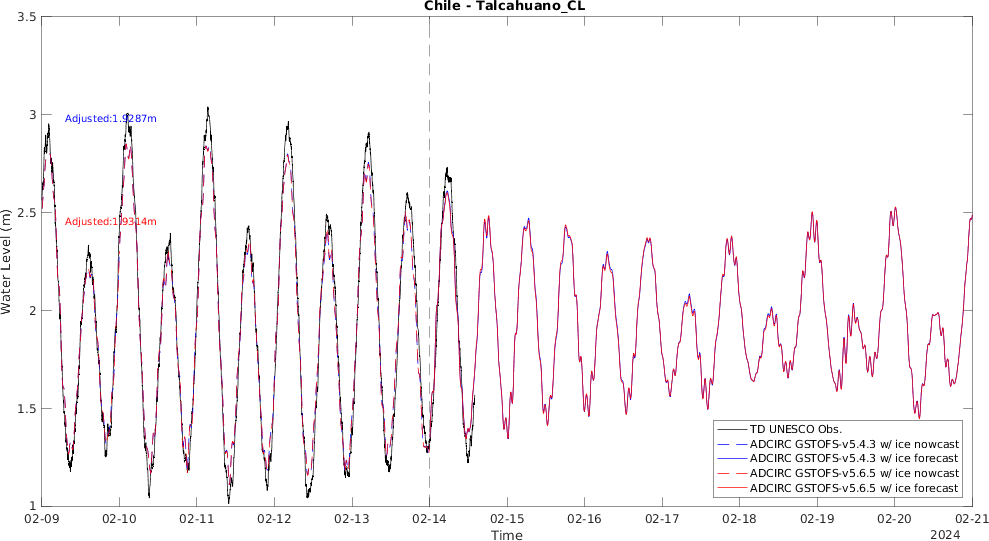 Chile - Talcahuano_CL
3.5
3
2.5
2
1.5
1
Water Level (m)
Adjusted:1.9287m
Adjusted:1.9314m
TD UNESCO Obs.
ADCIRC GSTOFS-v5.4.3 w/ ice nowcast
ADCIRC GSTOFS-v5.4.3 w/ ice forecast
ADCIRC GSTOFS-v5.6.5 w/ ice nowcast
ADCIRC GSTOFS-v5.6.5 w/ ice forecast
02-09 02-10 02-11 02-12 02-13 02-14 02-15 02-16 02-17 02-18 02-19 02-20 02-21
Time
2024